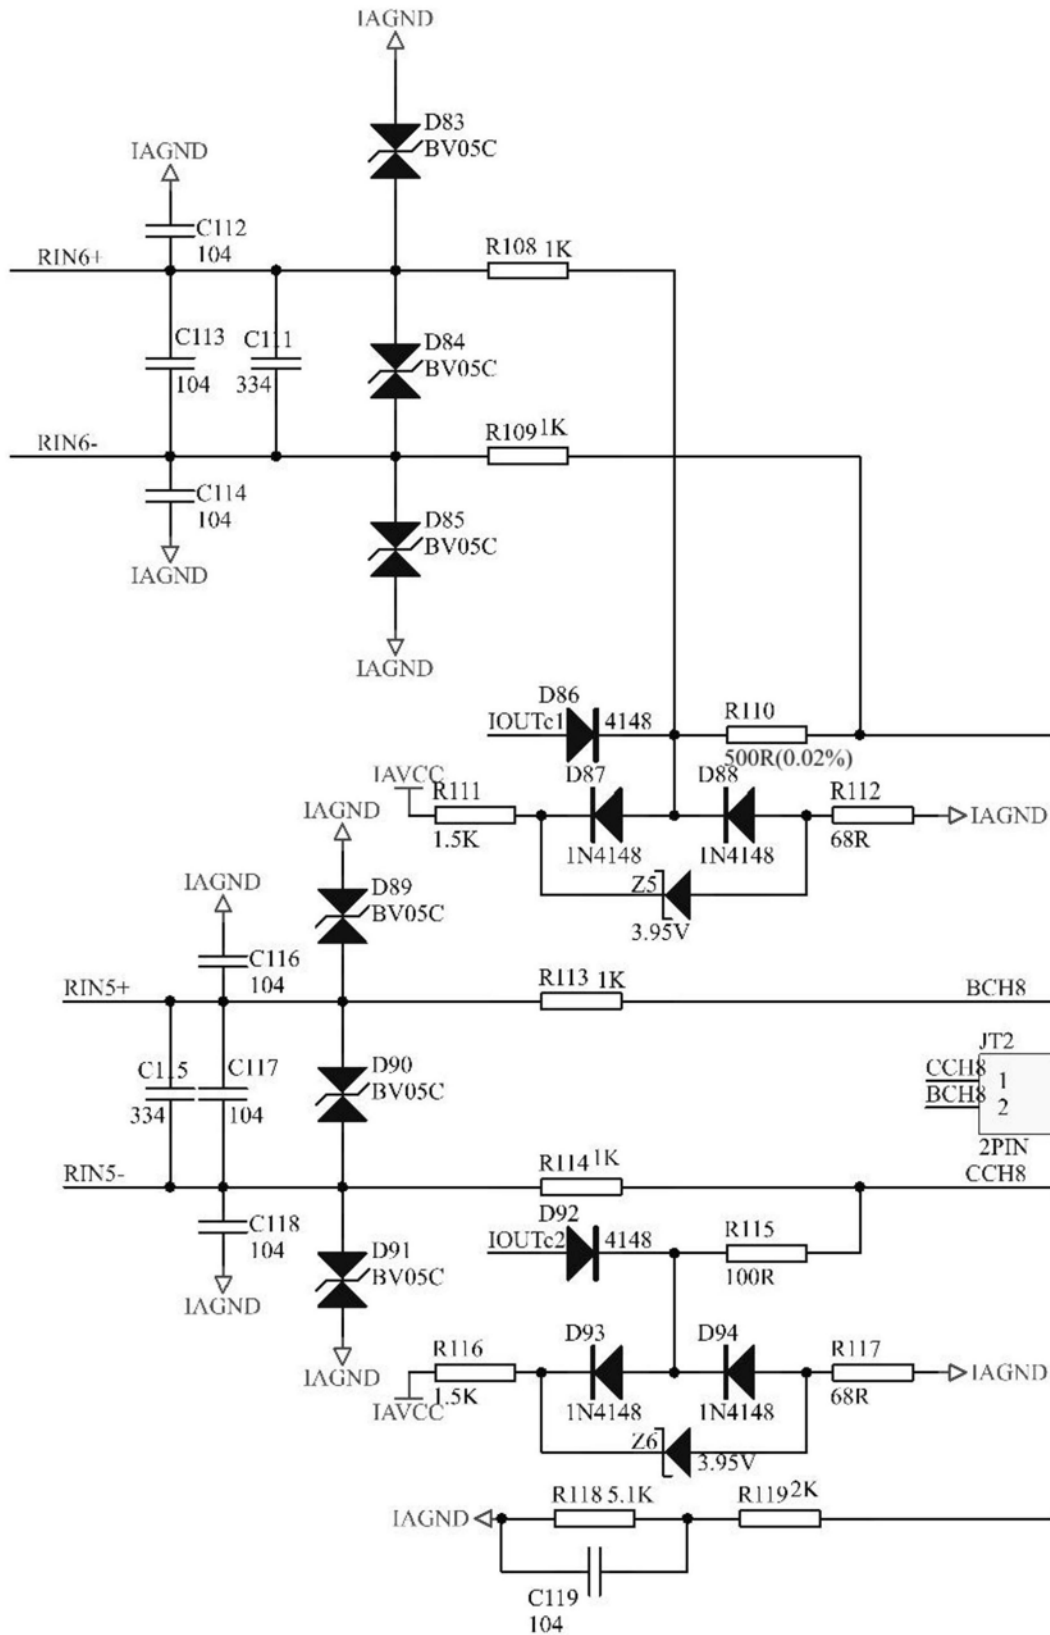 IAGND
D83
BV05C
IAGND
C112
104
RIN6+
R108 1K
C113
104
C111
334
D84
BV05C
RIN6-
R109 1K
C114
104
IAGND
D85
BV05C
IAGND
D86
IOUTc1
4148
R110
500R(0.02%)
IAVCC
R111
1.5K
D87
1N4148
D88
1N4148
R112
68R
IAGND
Z5
3.95V
IAGND
D89
BV05C
IAGND
C116
104
RIN5+
R113 1K
BCH8
C115
334
C117
104
D90
BV05C
JT2
CCH8
1
BCH8
2
2PIN
RIN5-
R114 1K
CCH8
C118
104
IAGND
D91
BV05C
IAGND
D92
IOUTc2
4148
R115
100R
R116
1.5K
IAVCC
D93
1N4148
D94
1N4148
R117
68R
IAGND
Z6
3.95V
IAGND
R118 5.1K
R119 2K
C119
104